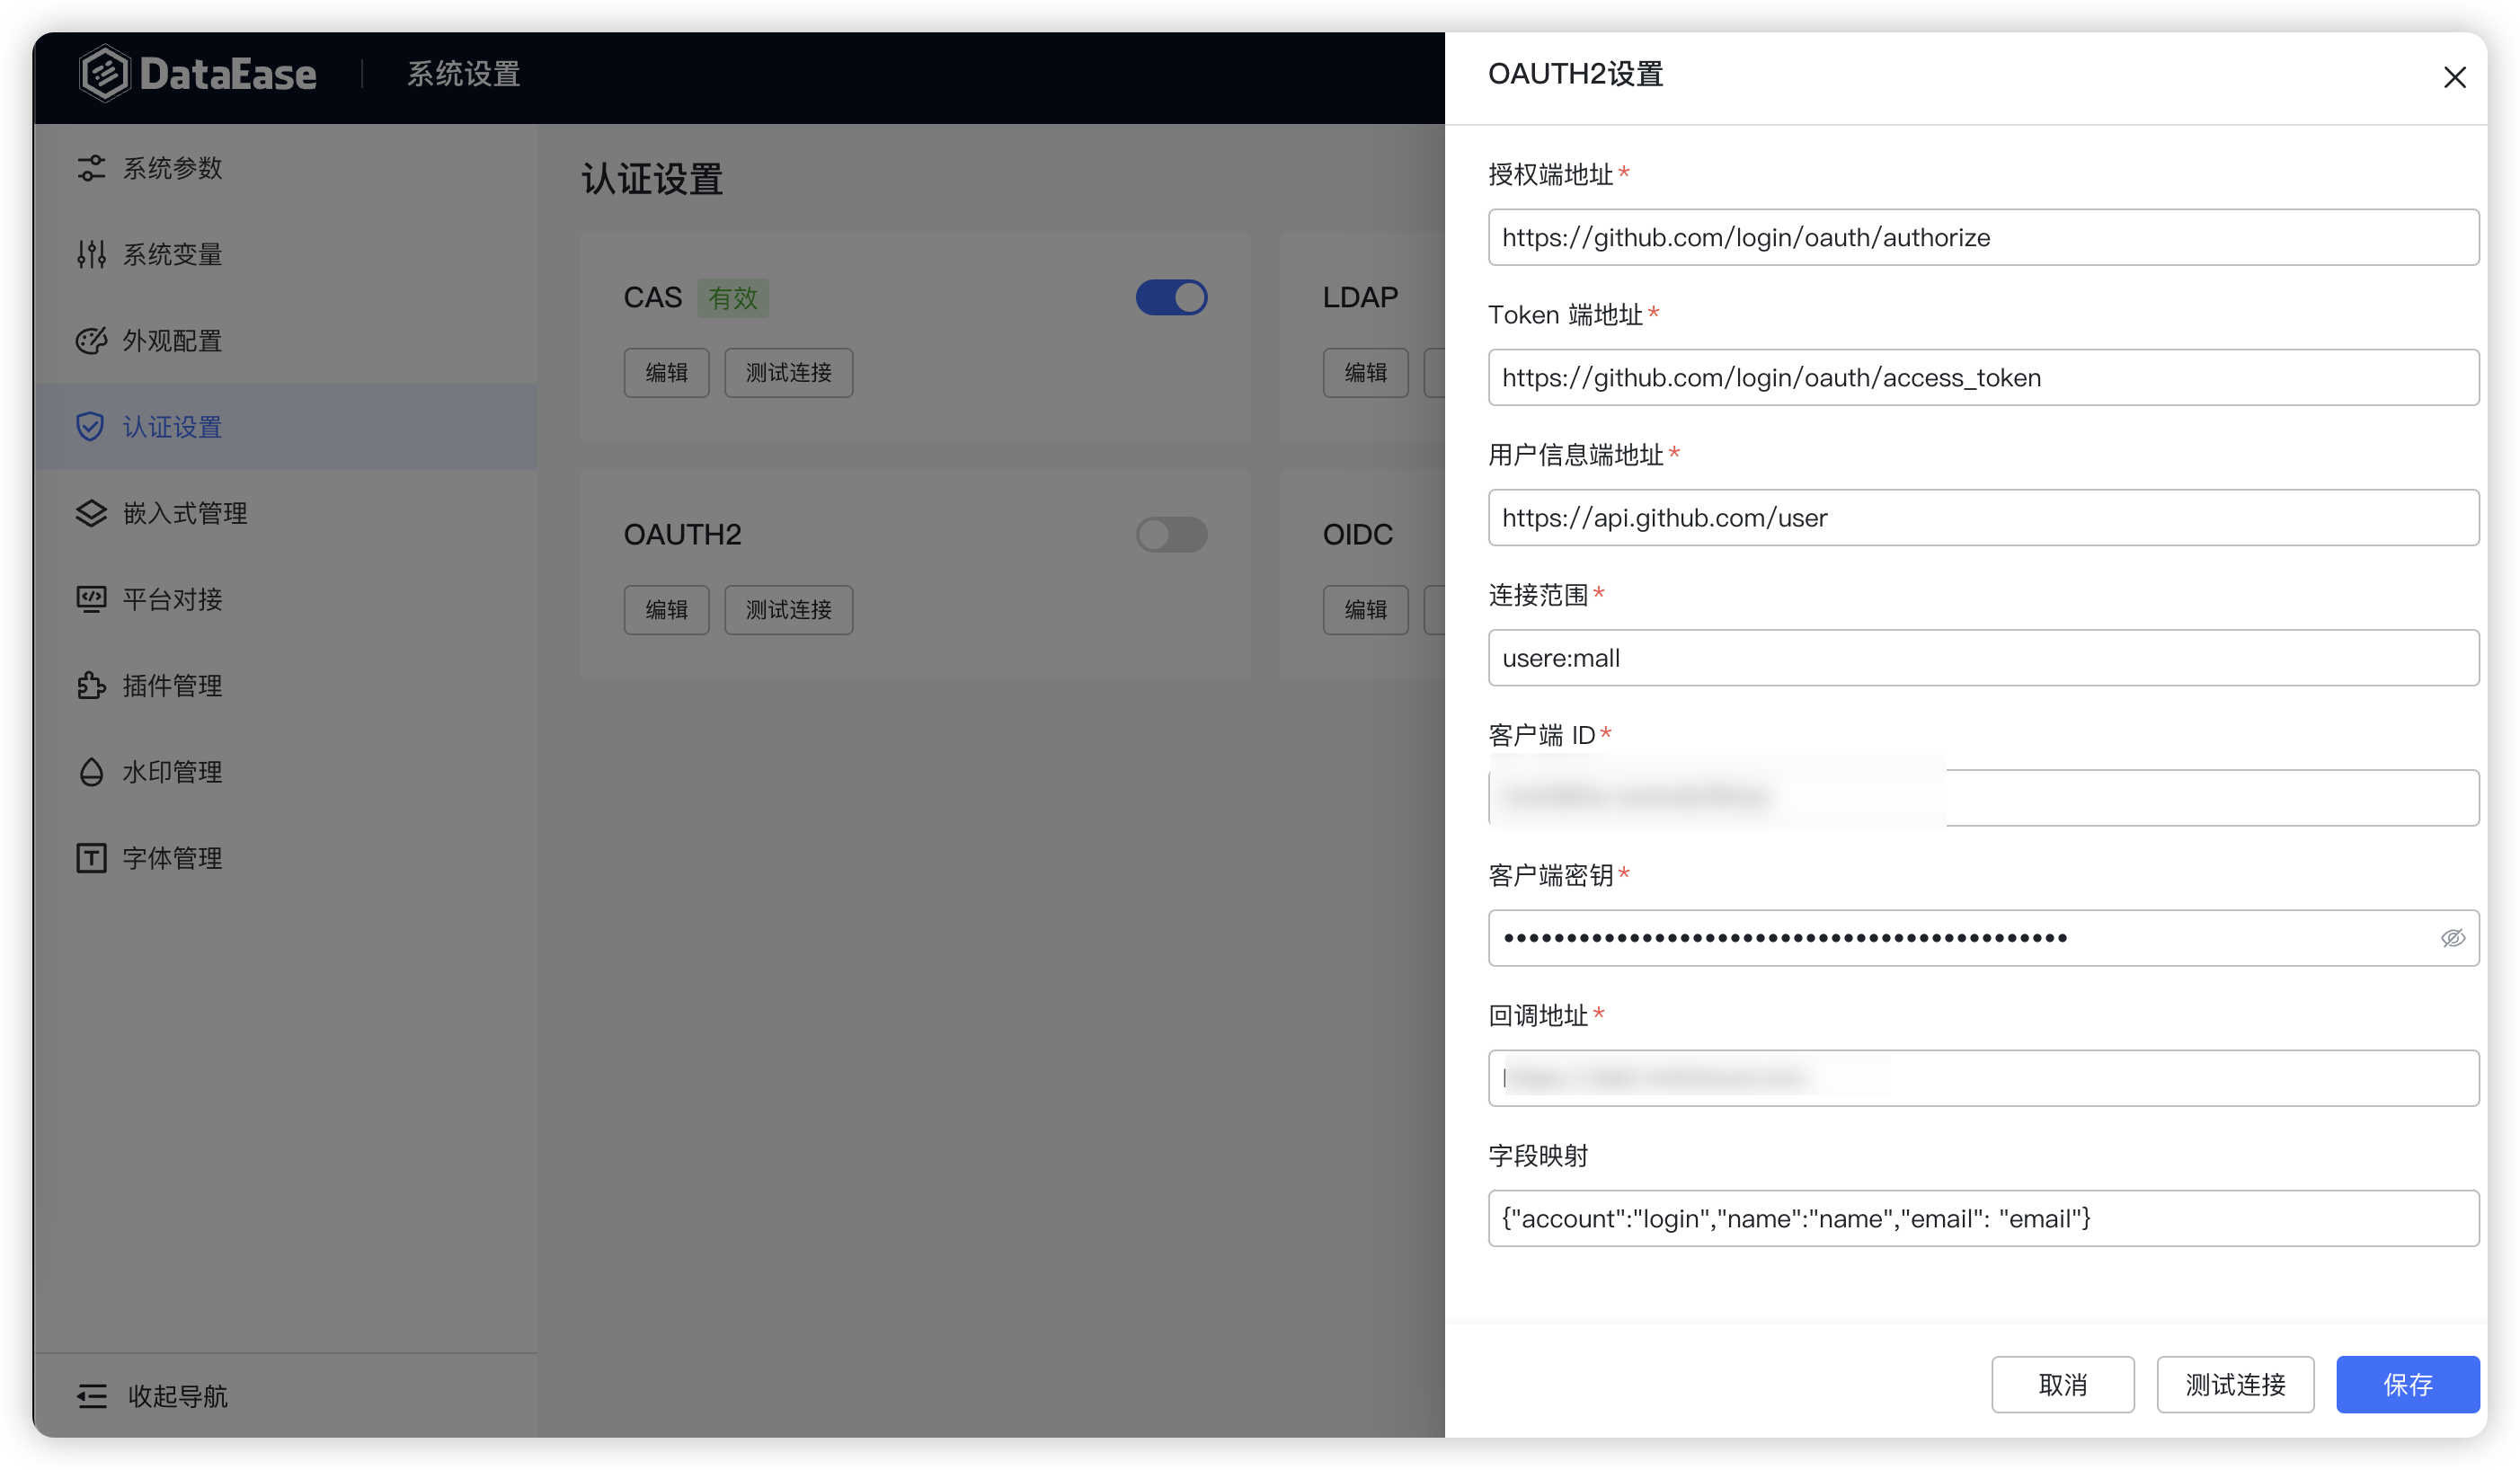 DataEase
系统设置
系统参数
系统变量
外观配置
认证设置
嵌入式管理
平台对接
插件管理
水印管理
字体管理
收起导航
认证设置
CAS 有效
编辑 测试连接
LDAP
编辑
OAUTH2
编辑 测试连接
OIDC
编辑
OAUTH2设置
授权端地址*
https://github.com/login/oauth/authorize
Token 端地址*
https://github.com/login/oauth/access_token
用户信息端地址*
https://api.github.com/user
连接范围*
usere:mall
客户端 ID*
客户端密钥*
••••••••••••••••••••••••••••••••••••••••••••••
回调地址*
字段映射
{"account":"login","name":"name","email": "email"}
取消 测试连接 保存